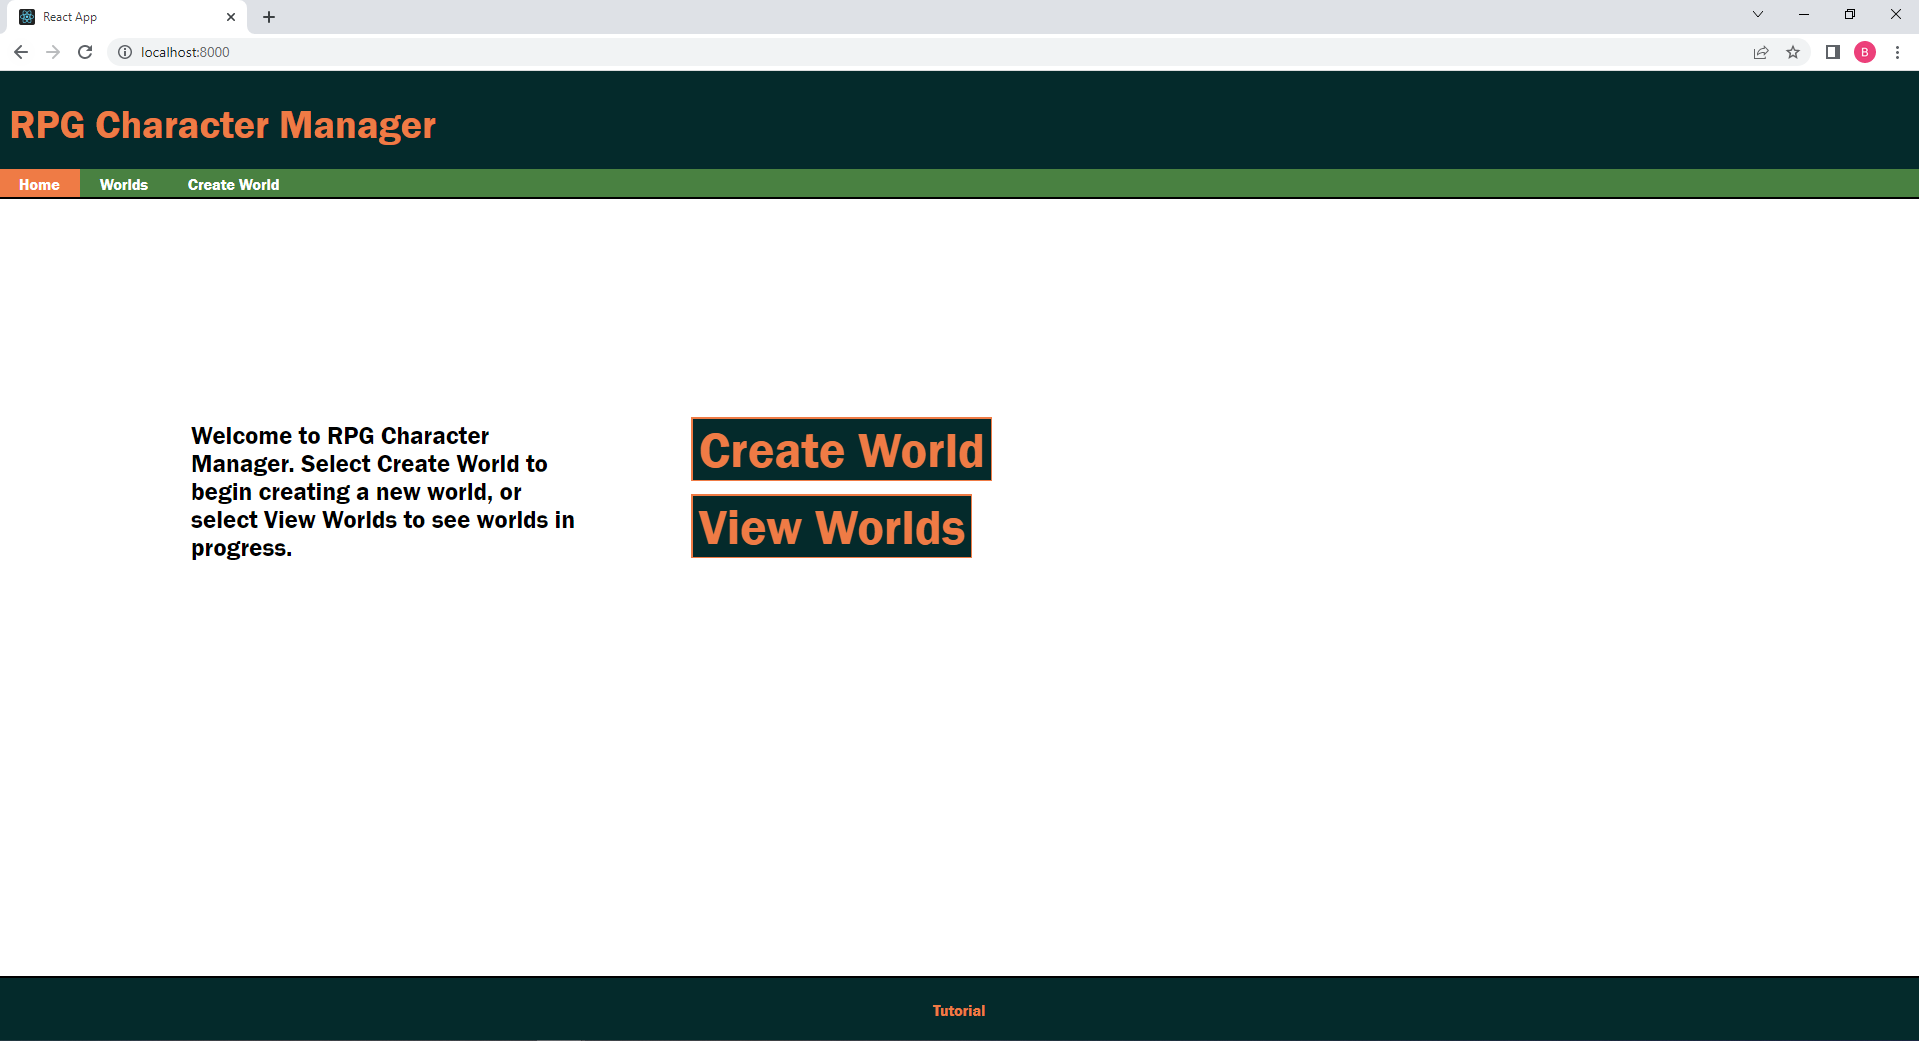 React App
localhost:8000
B
RPG Character Manager
Home Worlds Create World
Welcome to RPG Character
Manager. Select Create World to
begin creating a new world, or
select View Worlds to see worlds in
progress.
Create World
View Worlds
Tutorial